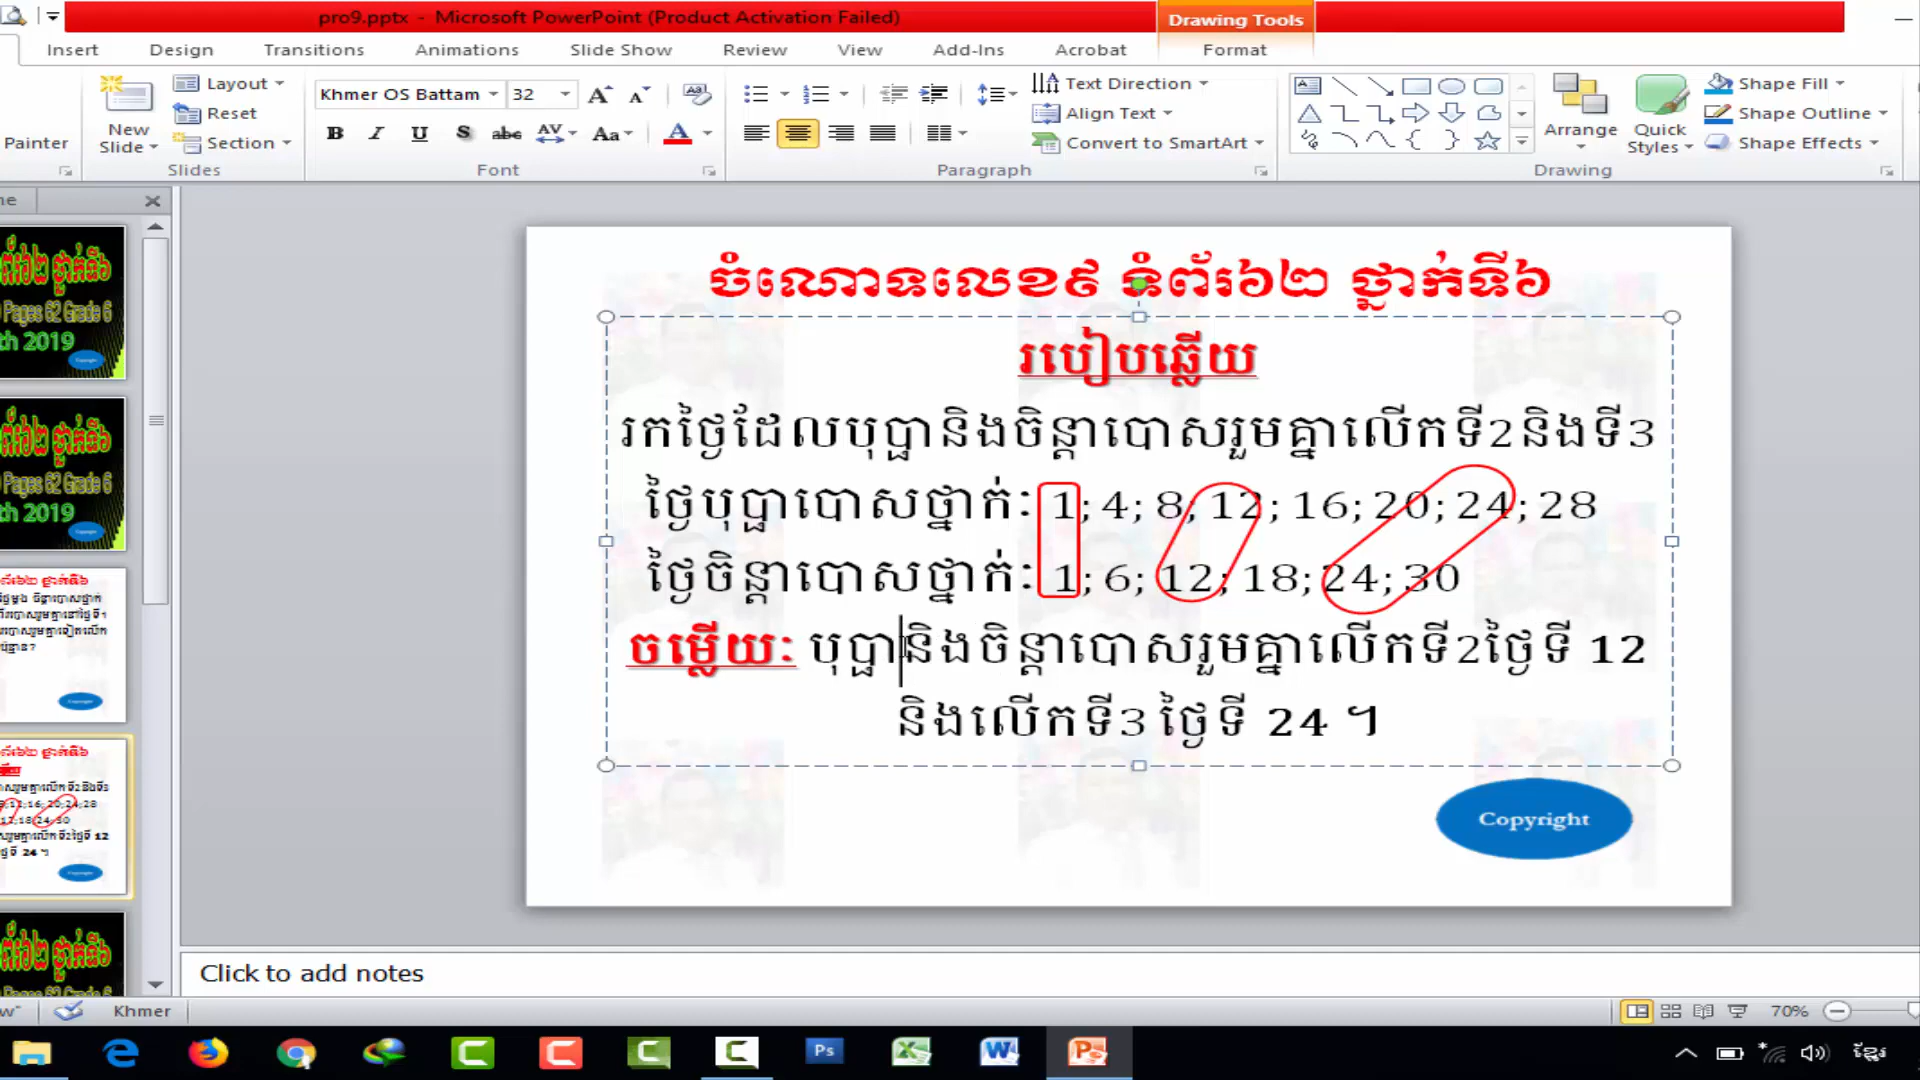 pro9.pptx - Microsoft PowerPoint (Product Activation Failed)
Drawing Tools
Insert Design Transitions Animations Slide Show Review View Add-Ins Acrobat Format
Painter
New Slide
Layout
Reset
Section
Slides
Khmer OS Battam 32
Font
Paragraph
Text Direction
Align Text
Convert to SmartArt
Arrange
Quick Styles
Shape Fill
Shape Outline
Shape Effects
Drawing
ចំណោទលេខ៩ ទំព័រ៦២ ថ្នាក់ទី៦
របៀបឆ្លើយ
រកថ្ងៃដែលបុប្ផានិងចិន្តាបោសរួមគ្នាលើកទី2និងទី3
ថ្ងៃបុប្ផាបោសថ្នាក់ៈ 1; 4; 8; 12; 16; 20; 24; 28
ថ្ងៃចិន្តាបោសថ្នាក់ៈ 1; 6; 12; 18; 24; 30
ចម្លើយៈ បុប្ផានិងចិន្តាបោសរួមគ្នាលើកទី2ថ្ងៃទី 12
និងលើកទី3 ថ្ងៃទី 24 ។
Copyright
Click to add notes
Khmer
70%
ខ្មែរ